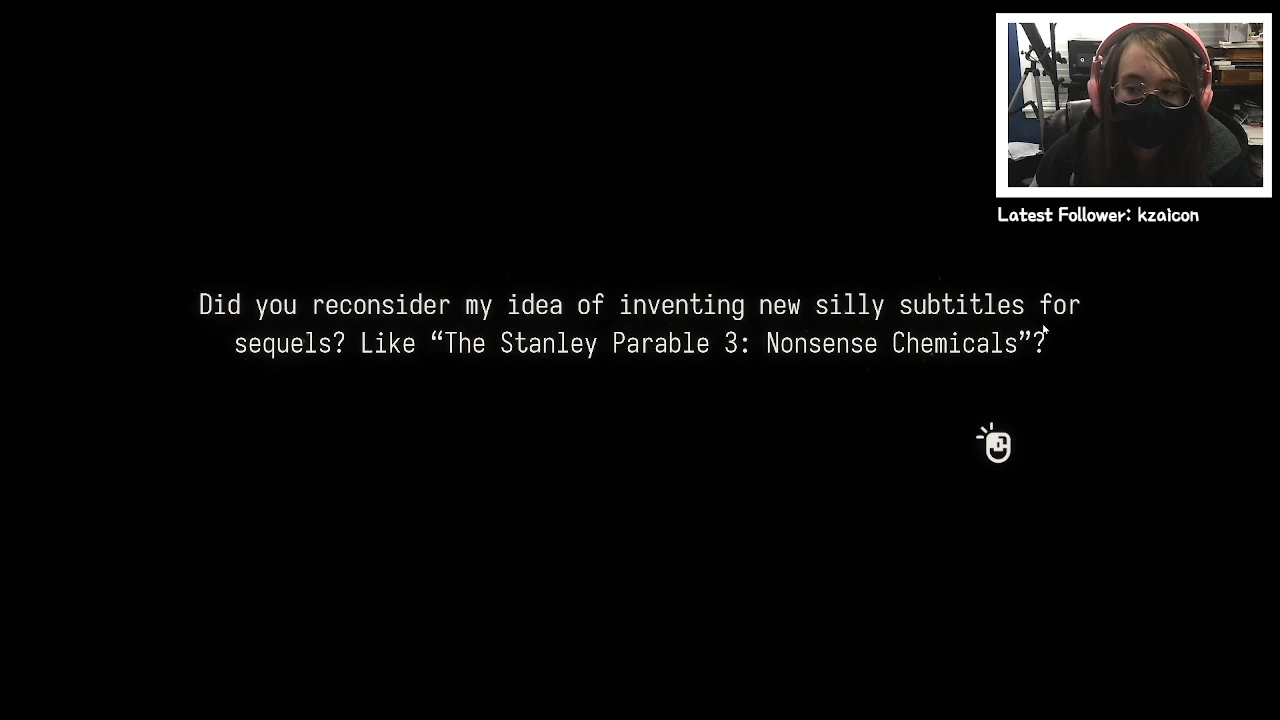 Latest Follower: kzaicon
Did you reconsider my idea of inventing new silly subtitles for
sequels? Like “The Stanley Parable 3: Nonsense Chemicals”?